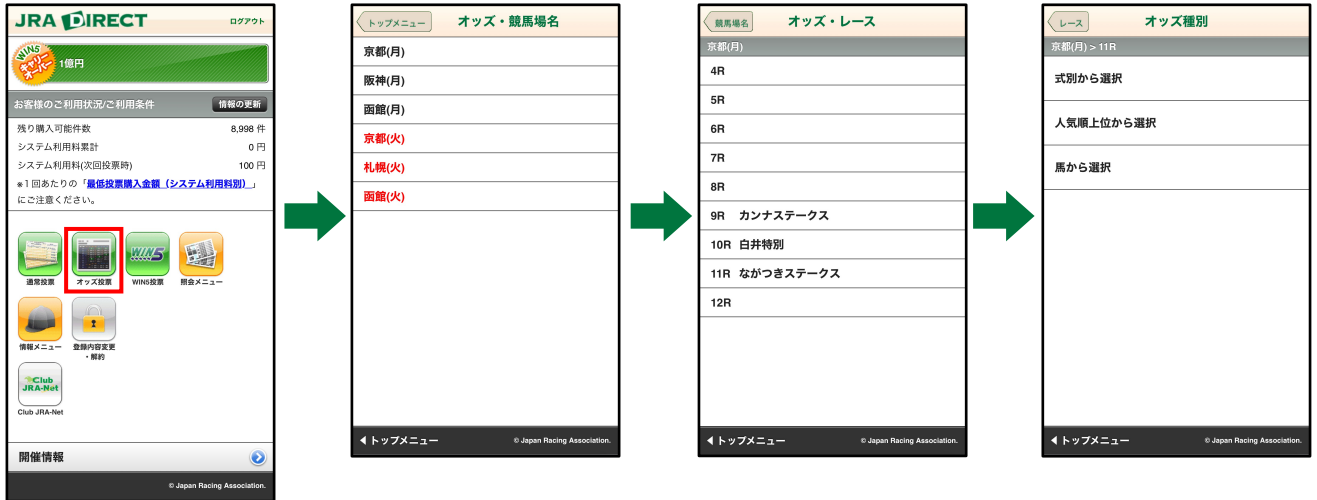 JRA DIRECT
ログアウト
WIN5
キャリー
オーバー
1億円
お客様のご利用状況/ご利用条件
情報の更新
残り購入可能件数 8,998 件
システム利用料累計 0 円
システム利用料(次回投票時) 100 円
※1回あたりの「最低投票購入金額(システム利用料別)」
にご注意ください。
WIN5
通常投票 オッズ投票 WIN5投票 照会メニュー
情報メニュー 登録内容変更
・解約
Club
JRA-Net
Club JRA-Net
開催情報
© Japan Racing Association.
トップメニュー オッズ・競馬場名
京都(月)
阪神(月)
函館(月)
京都(火)
札幌(火)
函館(火)
トップメニュー © Japan Racing Association.
競馬場名 オッズ・レース
京都(月)
4R
5R
6R
7R
8R
9R カンナステークス
10R 白井特別
11R ながつきステークス
12R
トップメニュー © Japan Racing Association.
レース オッズ種別
京都(月) > 11R
式別から選択
人気順上位から選択
馬から選択
トップメニュー © Japan Racing Association.